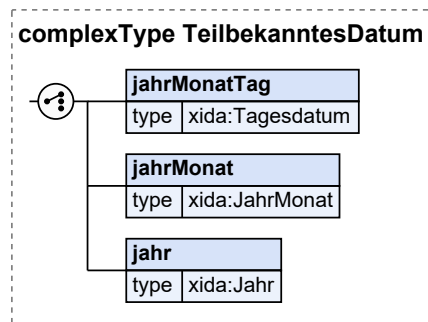 complexType TeilbekanntesDatum
jahrMonatTag
type xida:Tagesdatum
jahrMonat
type xida:JahrMonat
jahr
type xida:Jahr